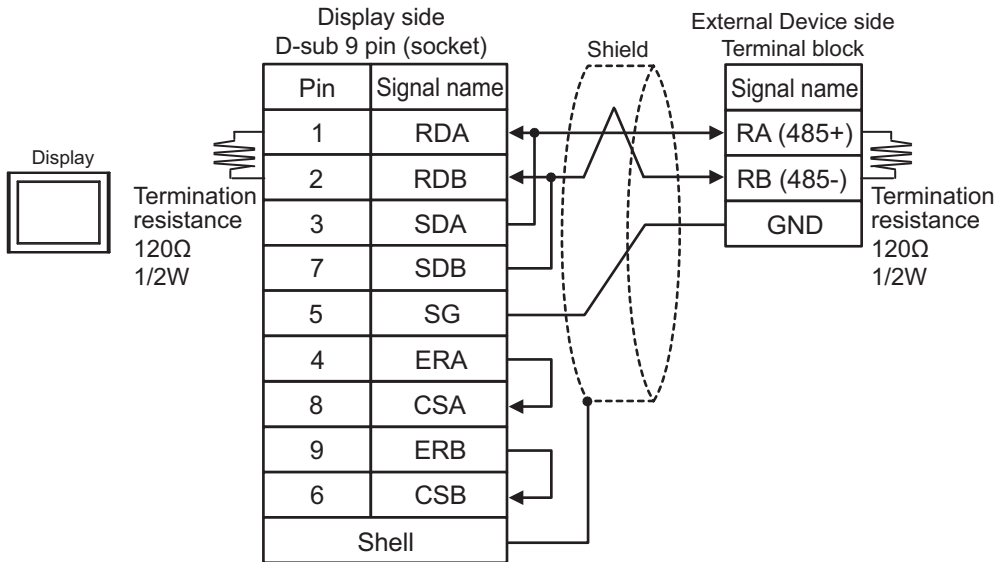 Display side
D-sub 9 pin (socket)
Shield
External Device side
Terminal block
Pin Signal name
Signal name
1 RDA
RA (485+)
Display
2 RDB
RB (485-)
Termination
resistance
120Ω
1/2W
Termination
resistance
120Ω
1/2W
3 SDA
GND
7 SDB
5 SG
4 ERA
8 CSA
9 ERB
6 CSB
Shell